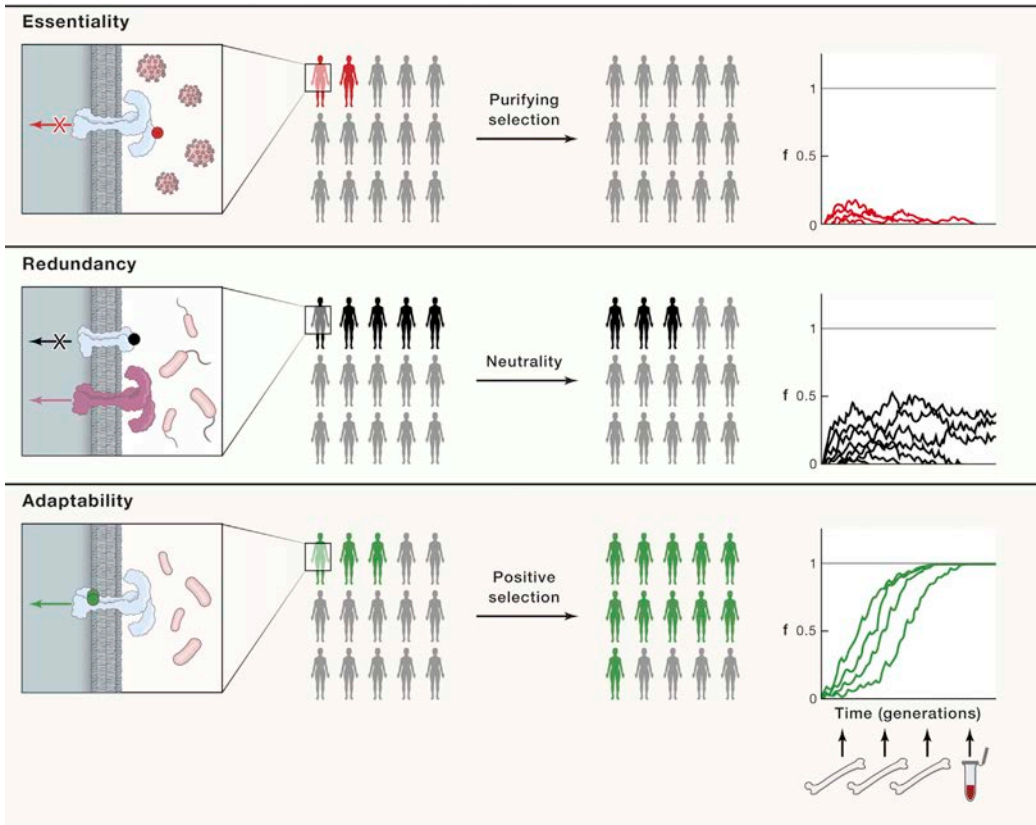 Essentiality
Purifying
selection
1
f 0.5
0
Redundancy
Neutrality
1
f 0.5
0
Adaptability
Positive
selection
1
f 0.5
0
Time (generations)